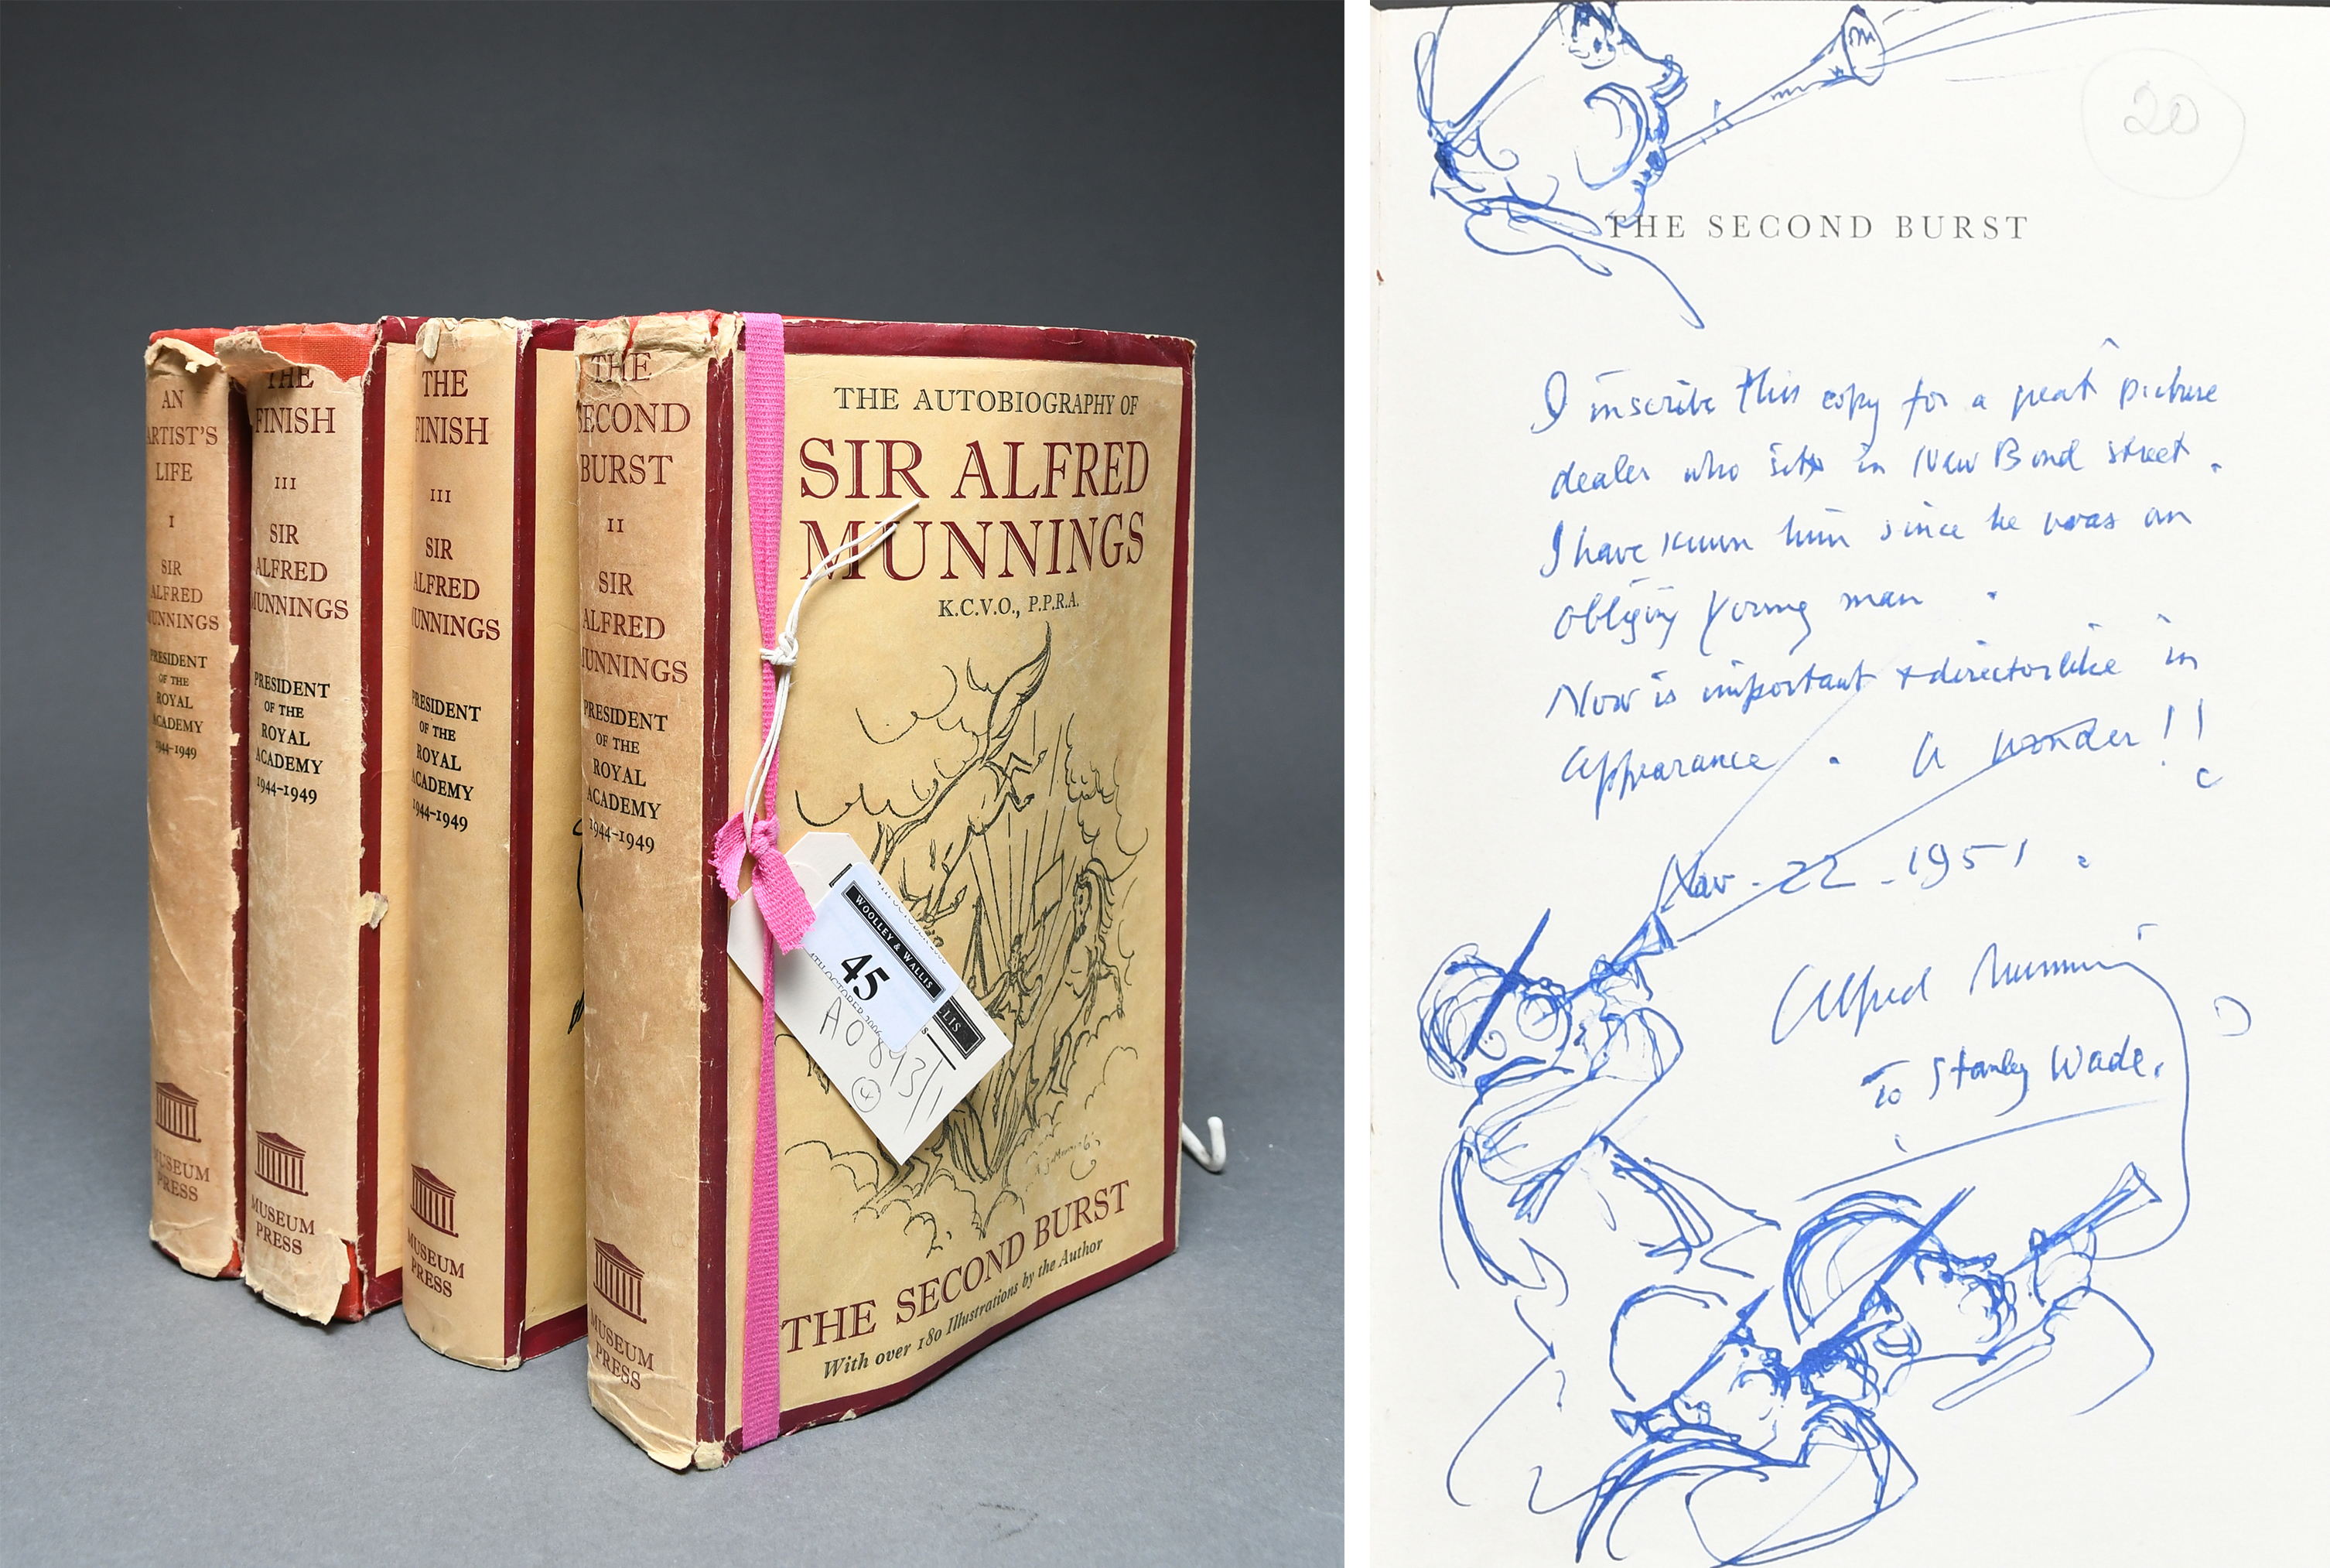 AN
ARTIST'S
LIFE
I
SIR
ALFRED
MUNNINGS
PRESIDENT
OF THE
ROYAL
ACADEMY
1944-1949
MUSEUM
PRESS
THE
FINISH
III
SIR
ALFRED
MUNNINGS
PRESIDENT
OF THE
ROYAL
ACADEMY
1944-1949
MUSEUM
PRESS
THE
FINISH
III
SIR
ALFRED
MUNNINGS
PRESIDENT
OF THE
ROYAL
ACADEMY
1944-1949
MUSEUM
PRESS
THE
SECOND
BURST
II
SIR
ALFRED
MUNNINGS
PRESIDENT
OF THE
ROYAL
ACADEMY
1944-1949
MUSEUM
PRESS
THE AUTOBIOGRAPHY OF
SIR ALFRED
MUNNINGS
K.C.V.O., P.P.R.A.
WOOLLEY & WALLIS
45
OCTOBER 2006
THE SECOND BURST
With over 180 Illustrations by the Author
20
THE SECOND BURST
I inscribe this copy for a great picture
dealer who sits in New Bond street.
I have known him since he was an
obliging young man.
Now is important + directorlike in
appearance. A wonder!!
Nov-22-1951.
Alfred Munnings
To Stanley Wade.